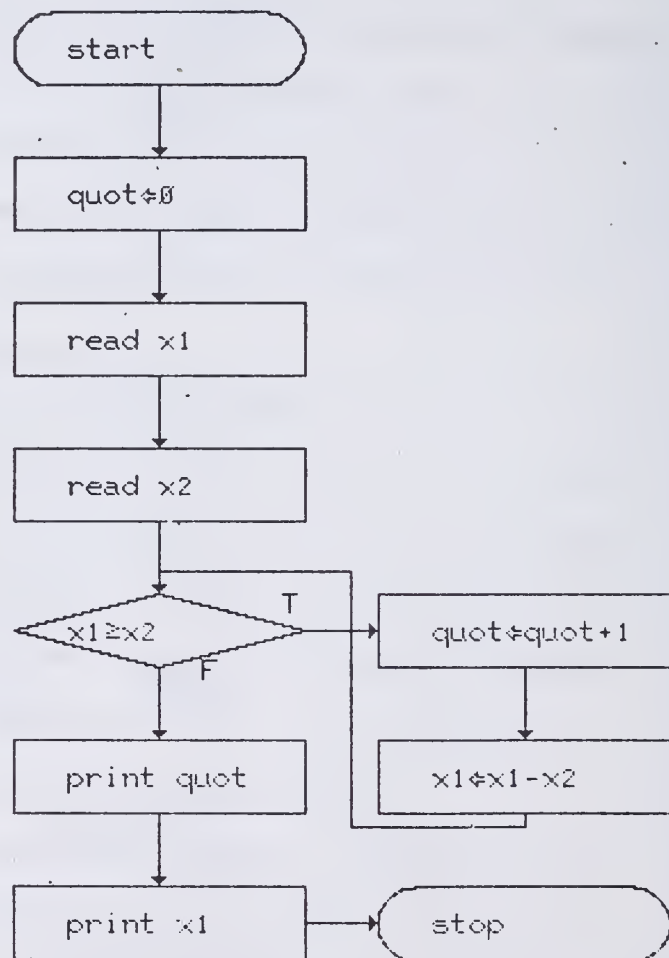 start
quot⇐0
read x1
read x2
x1≥x2
T
F
quot⇐quot+1
x1⇐x1-x2
print quot
print x1
stop